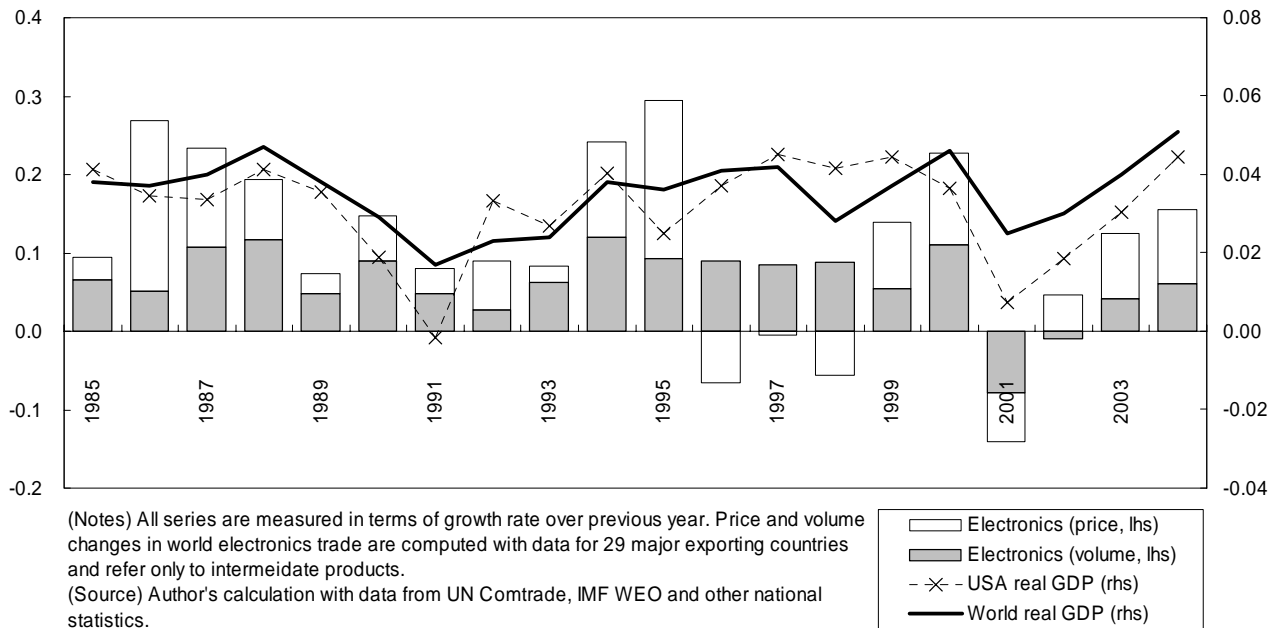 0.4
0.3
0.2
0.1
0.0
-0.1
-0.2
0.08
0.06
0.04
0.02
0.00
-0.02
-0.04
1985
1987
1989
1991
1993
1995
1997
1999
2001
2003
(Notes) All series are measured in terms of growth rate over previous year. Price and volume
changes in world electronics trade are computed with data for 29 major exporting countries
and refer only to intermeidate products.
(Source) Author's calculation with data from UN Comtrade, IMF WEO and other national
statistics.
Electronics (price, lhs)
Electronics (volume, lhs)
USA real GDP (rhs)
World real GDP (rhs)